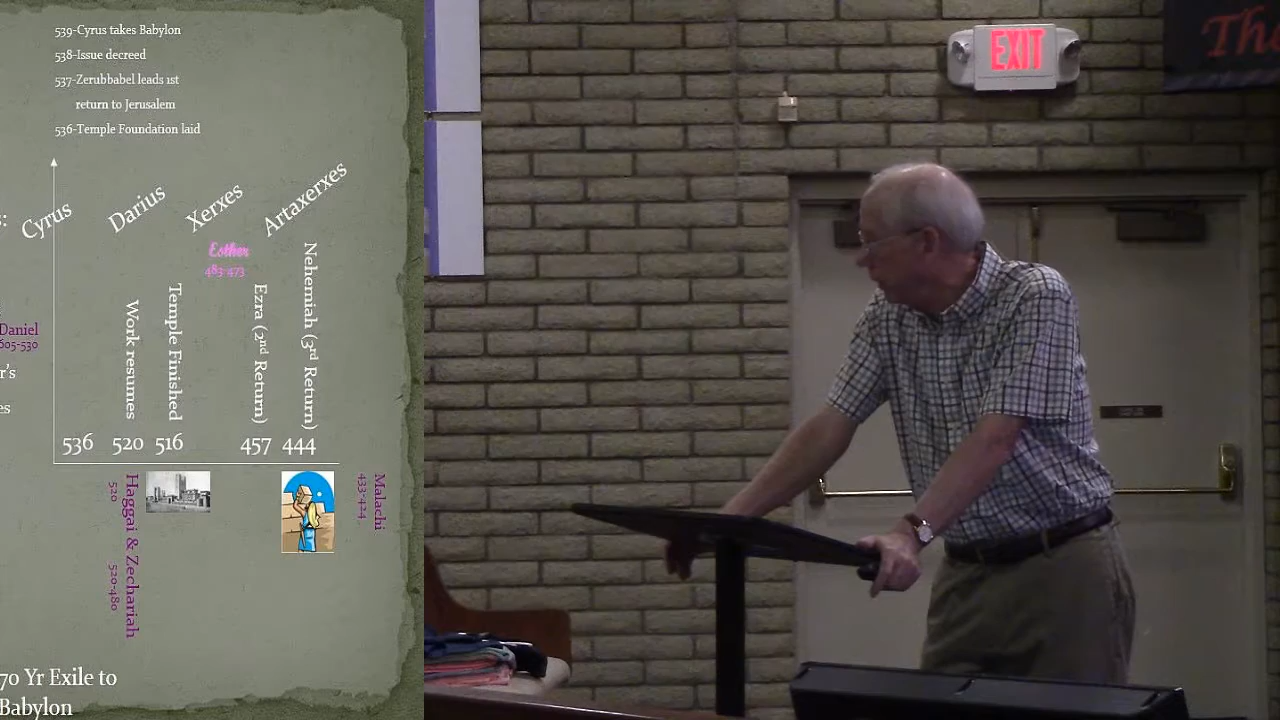 539-Cyrus takes Babylon
538-Issue decreed
537-Zerubbabel leads 1st
return to Jerusalem
536-Temple Foundation laid
s:
Cyrus
Darius
Xerxes
Artaxerxes
Esther
483-473
Daniel
605-530
r's
es
Work resumes
Temple Finished
Ezra (2nd Return)
Nehemiah (3rd Return)
536 520 516 457 444
Haggai & Zechariah
520
520-480
Malachi
433-424
70 Yr Exile to
Babylon
EXIT